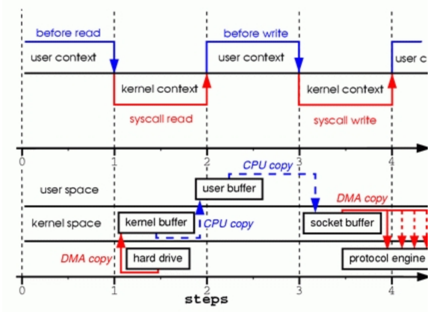 before read
before write
user context
user context
user c
kernel context
kernel context
syscall read
syscall write
0 1 2 3 4
CPU copy
user space
user buffer
DMA copy
kernel space
kernel buffer
CPU copy
socket buffer
DMA copy
hard drive
protocol engine
0 1 2 3 4
steps